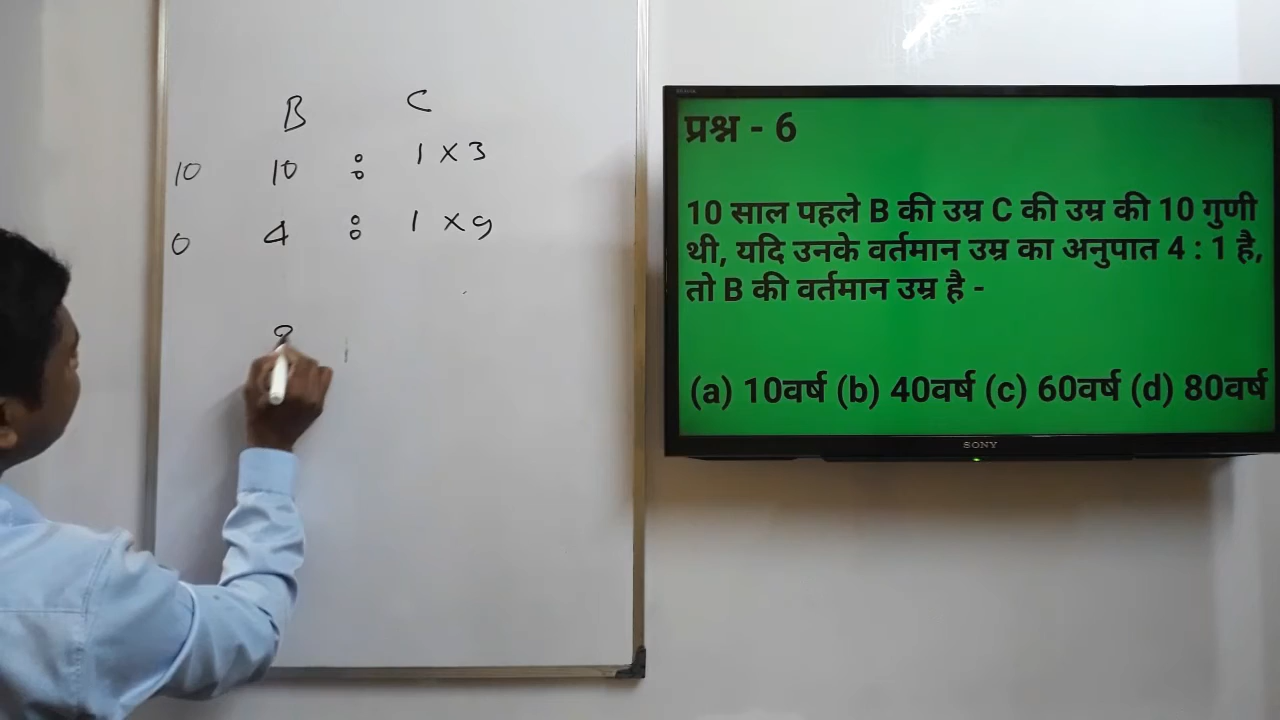 B C
10 10 : 1 × 3
0 4 : 1 × 9
प्रश्न - 6
10 साल पहले B की उम्र C की उम्र की 10 गुणी
थी, यदि उनके वर्तमान उम्र का अनुपात 4 : 1 है,
तो B की वर्तमान उम्र है -
(a) 10वर्ष (b) 40वर्ष (c) 60वर्ष (d) 80वर्ष
SONY